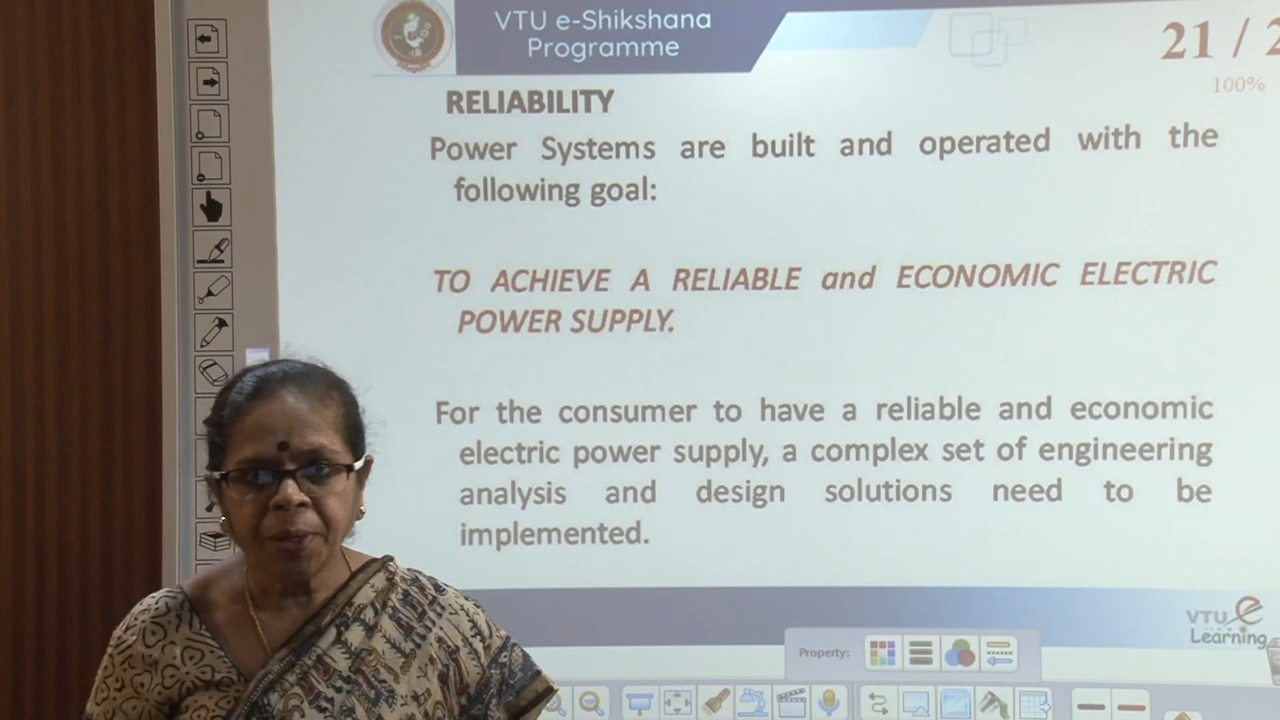 VTU e-Shikshana
Programme
21 / 2
100%
RELIABILITY
Power Systems are built and operated with the
following goal:
TO ACHIEVE A RELIABLE and ECONOMIC ELECTRIC
POWER SUPPLY.
For the consumer to have a reliable and economic
electric power supply, a complex set of engineering
analysis and design solutions need to be
implemented.
VTU e
Learning
Property: